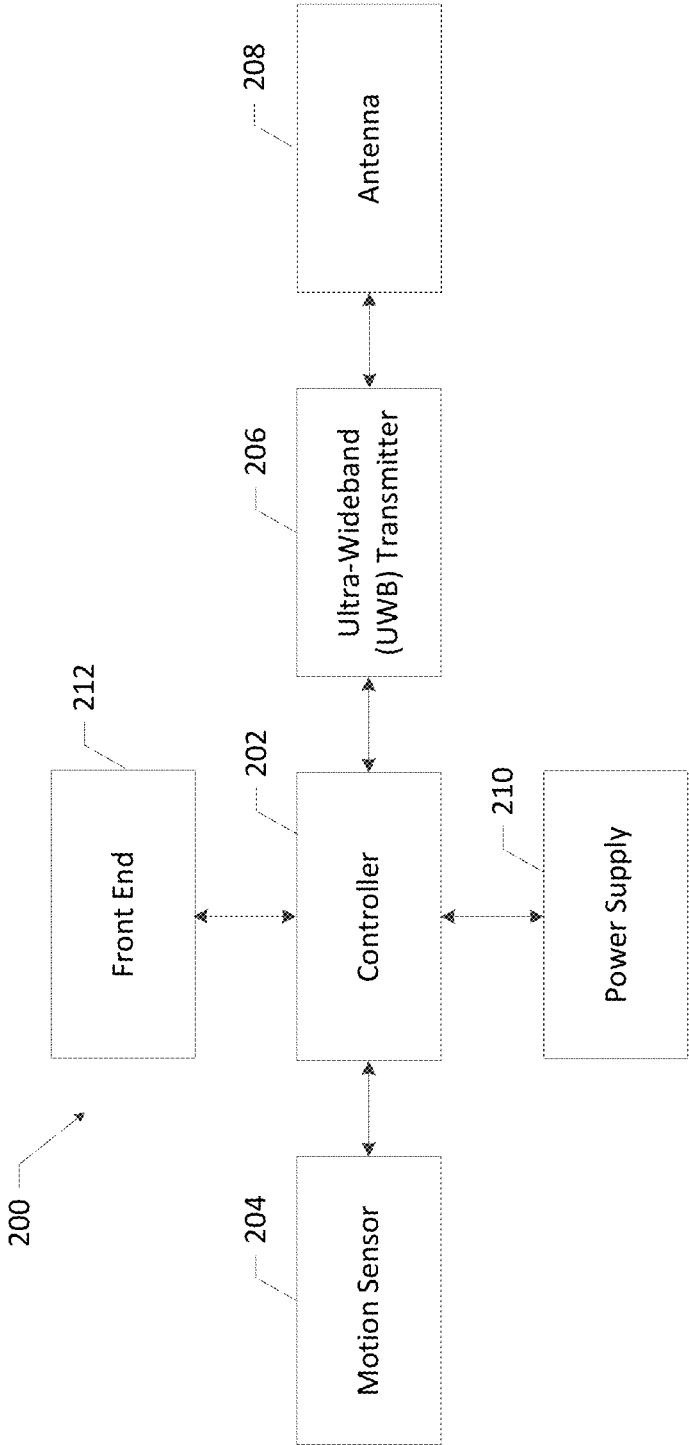 200
212
Front End
204
202
206
208
Motion Sensor
Controller
Ultra-Wideband
(UWB) Transmitter
Antenna
210
Power Supply